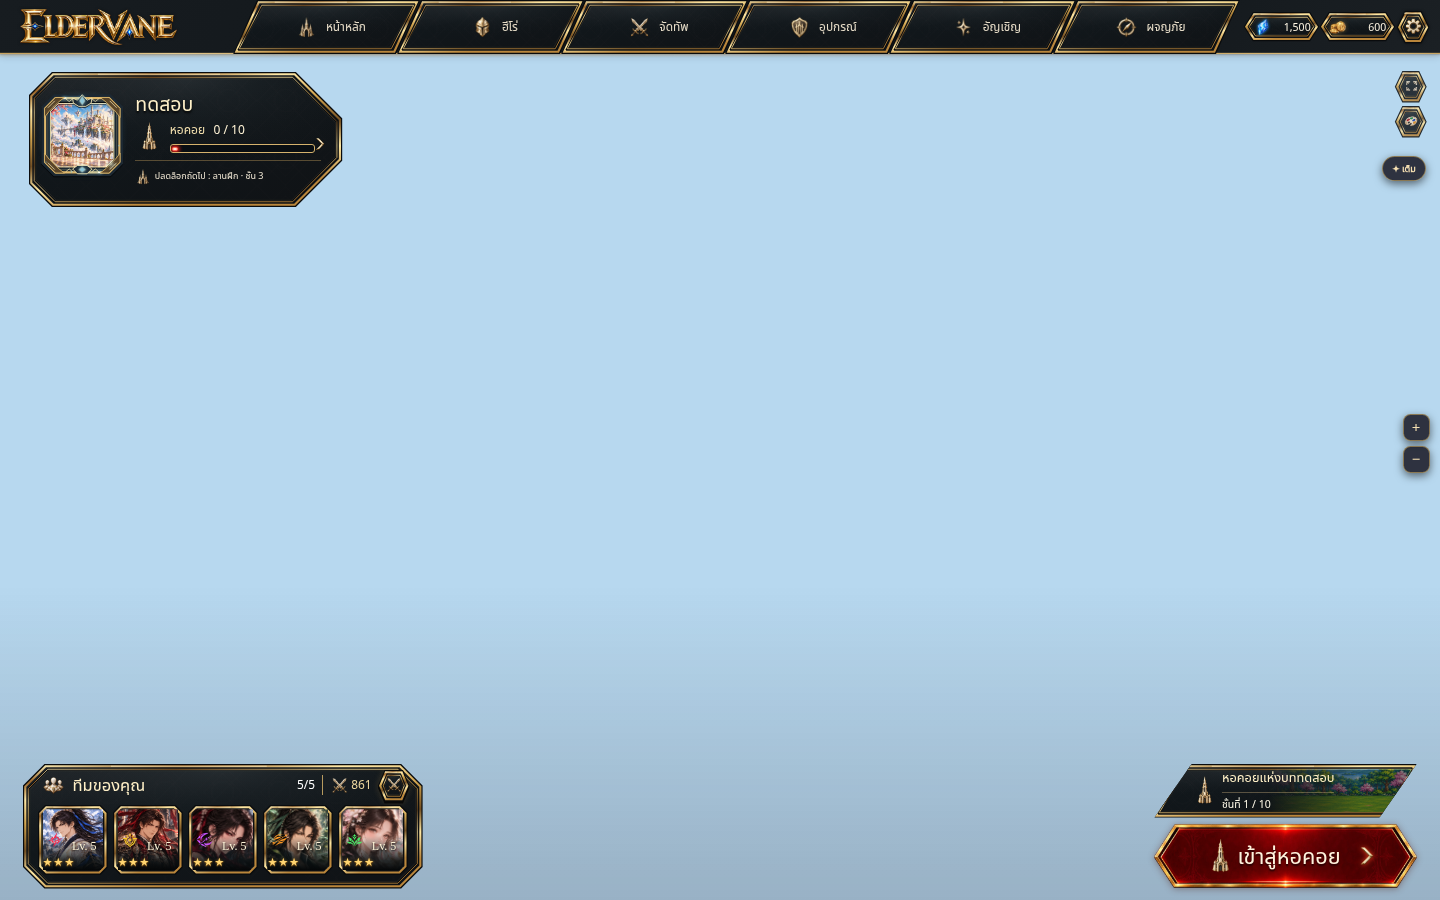 ELDERVANE
หน้าหลัก
ฮีโร่
จัดทัพ
อุปกรณ์
อัญเชิญ
ผจญภัย
1,500
600
ทดสอบ
หอคอย 0 / 10
ปลดล็อกถัดไป : ลานฝึก · ชั้น 3
✦ เติม
+
−
ทีมของคุณ
5/5
861
Lv. 5
Lv. 5
Lv. 5
Lv. 5
Lv. 5
หอคอยแห่งบททดสอบ
ชั้นที่ 1 / 10
เข้าสู่หอคอย